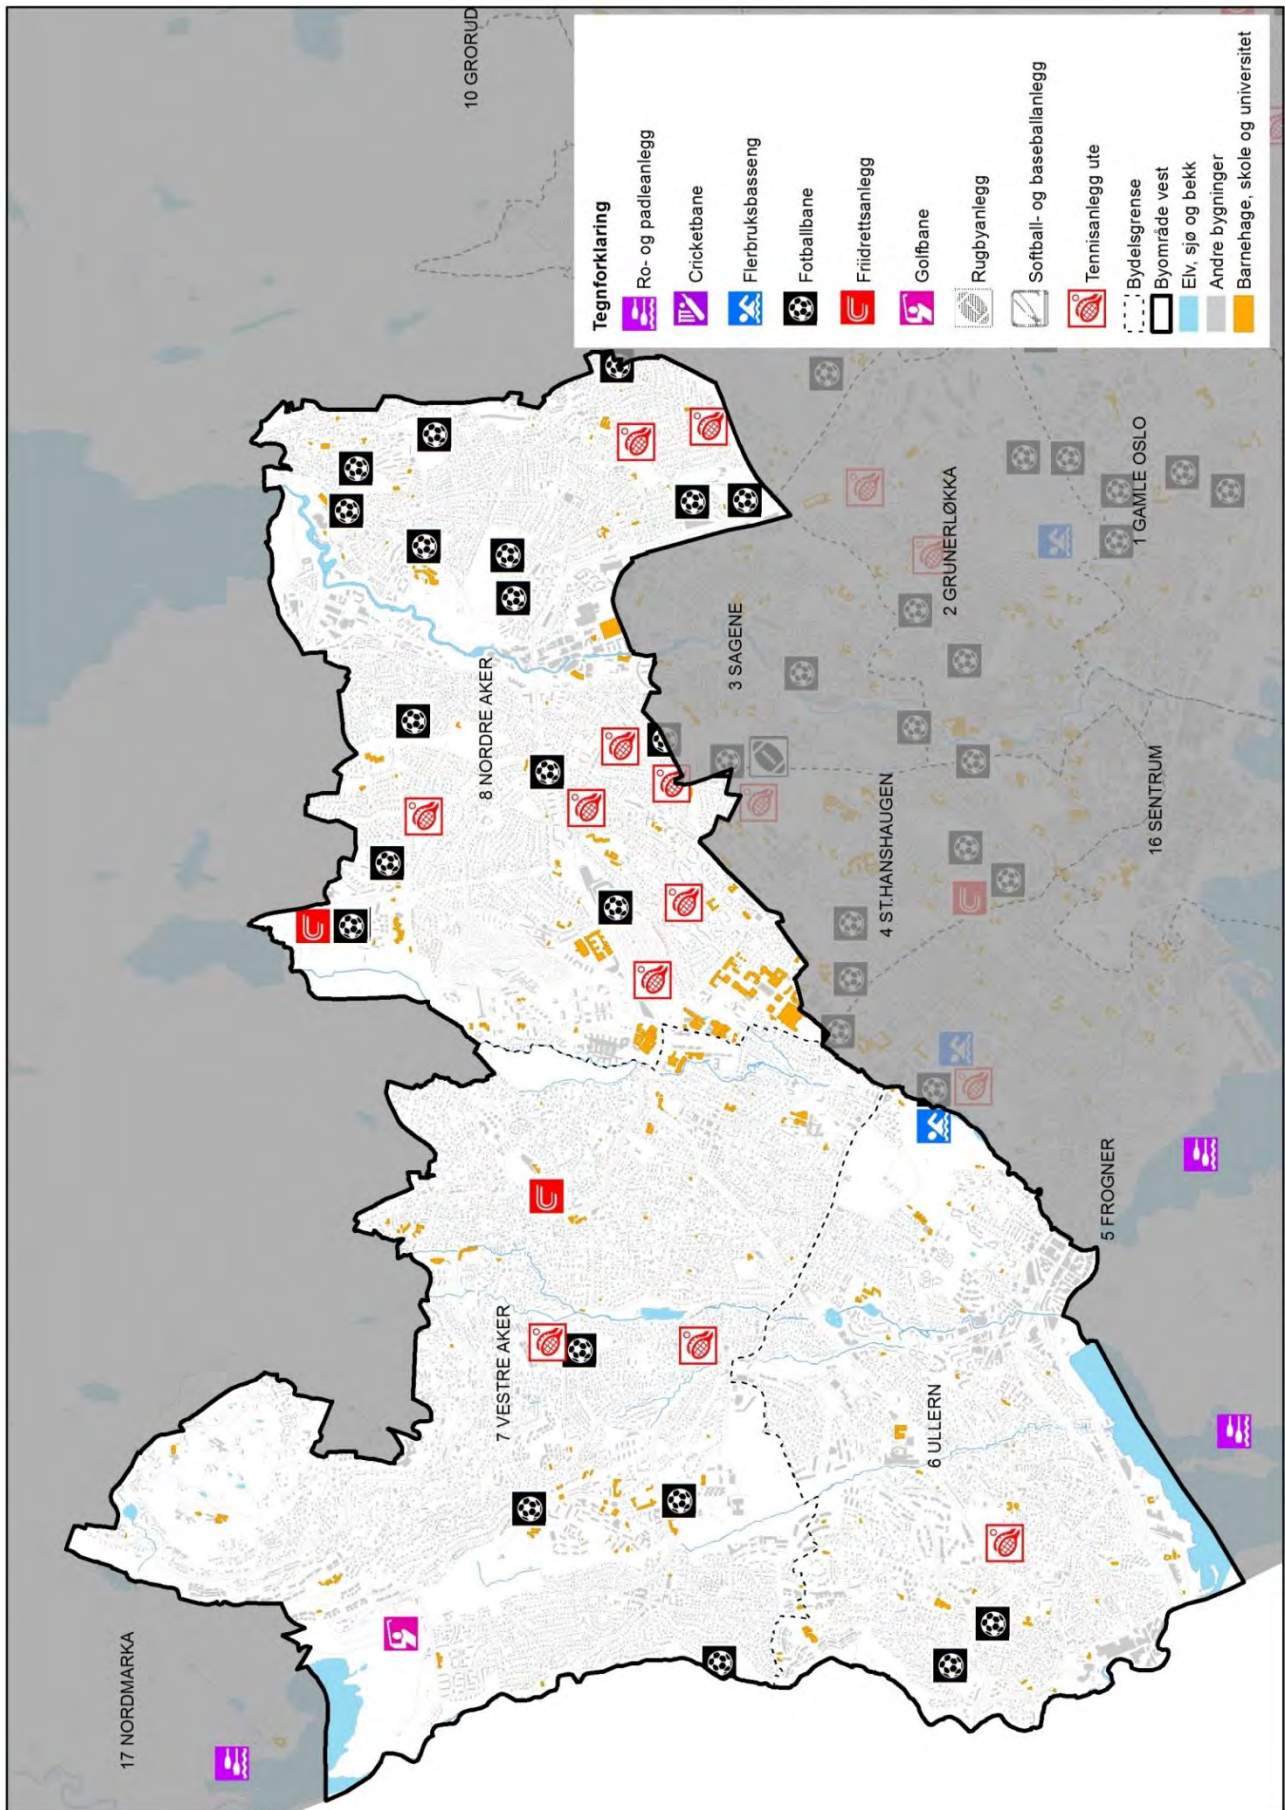 17 NORDMARKA
10 GRORUD
8 NORDRE AKER
7 VESTRE AKER
6 ULLERN
5 FROGNER
4 ST.HANSHAUGEN
3 SAGENE
2 GRUNERLØKKA
1 GAMLE OSLO
16 SENTRUM
Tegnforklaring
Ro- og padleanlegg
Cricketbane
Flerbruksbasseng
Fotballbane
Friidrettsanlegg
Golfbane
Rugbyanlegg
Softball- og baseballanlegg
Tennisanlegg ute
Bydelsgrense
Byområde vest
Elv, sjø og bekk
Andre bygninger
Barnehage, skole og universitet